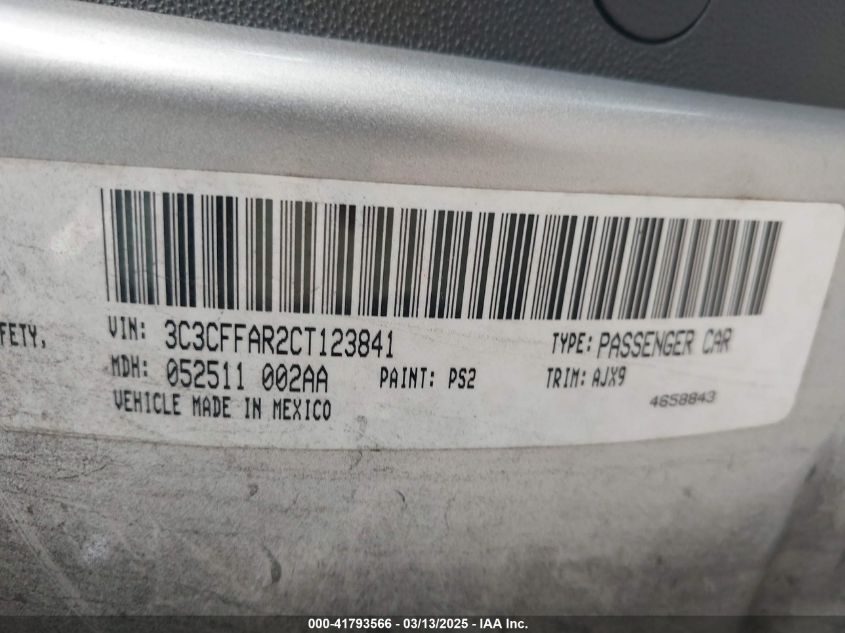 FETY,
VIN: 3C3CFFAR2CT123841 TYPE: PASSENGER CAR
MDH: 052511 002AA PAINT: PS2 TRIM: AJX9
VEHICLE MADE IN MEXICO 4658843
000-41793566 - 03/13/2025 - IAA Inc.